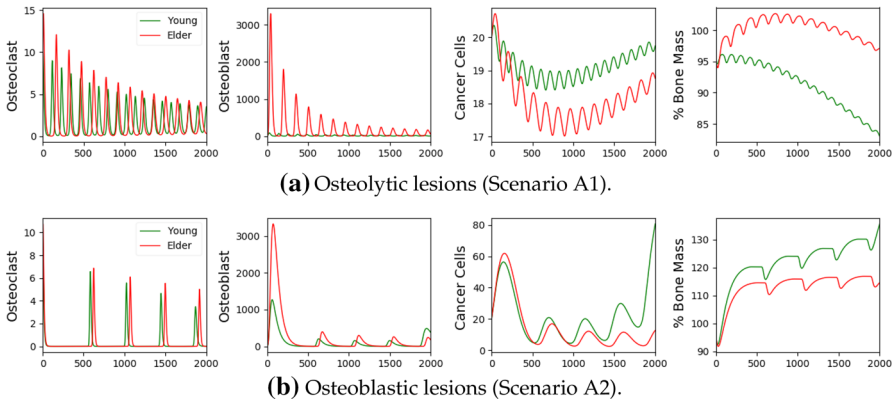 Osteoclast
15
10
5
0
Young
Elder
0 500 1000 1500 2000
Osteoblast
3000
2000
1000
0
0 500 1000 1500 2000
Cancer Cells
20
19
18
17
0 500 1000 1500 2000
% Bone Mass
100
95
90
85
0 500 1000 1500 2000
(a) Osteolytic lesions (Scenario A1).
Osteoclast
10
8
6
4
2
0
Young
Elder
0 500 1000 1500 2000
Osteoblast
3000
2000
1000
0
0 500 1000 1500 2000
Cancer Cells
80
60
40
20
0
0 500 1000 1500 2000
% Bone Mass
130
120
110
100
90
0 500 1000 1500 2000
(b) Osteoblastic lesions (Scenario A2).